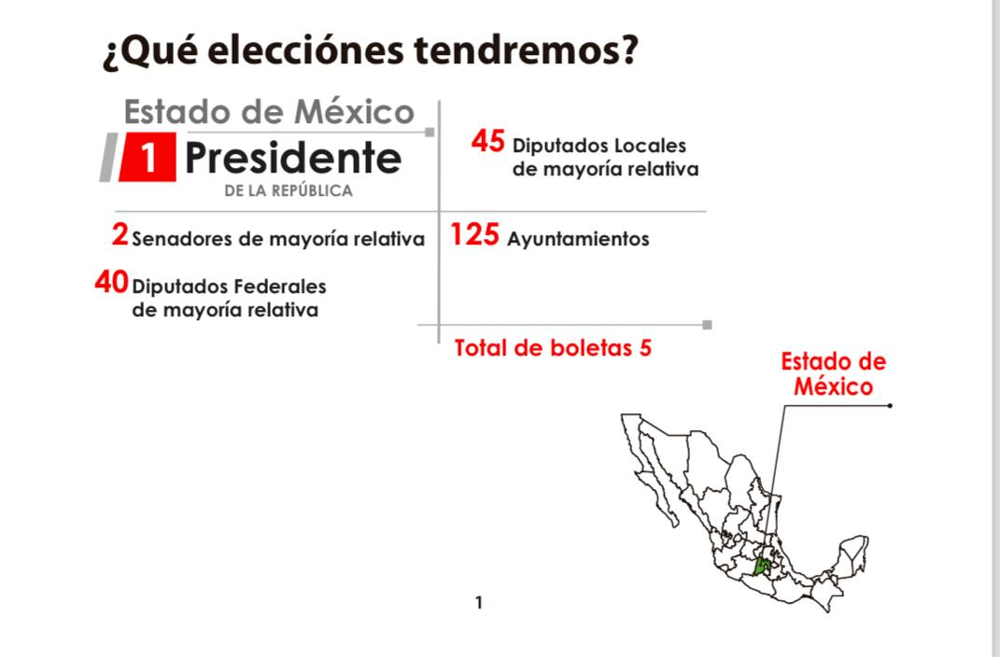 ¿Qué elecciónes tendremos?
Estado de México
1 Presidente
DE LA REPÚBLICA
2 Senadores de mayoría relativa
40 Diputados Federales
de mayoría relativa
45 Diputados Locales
de mayoría relativa
125 Ayuntamientos
Total de boletas 5
Estado de
México
1